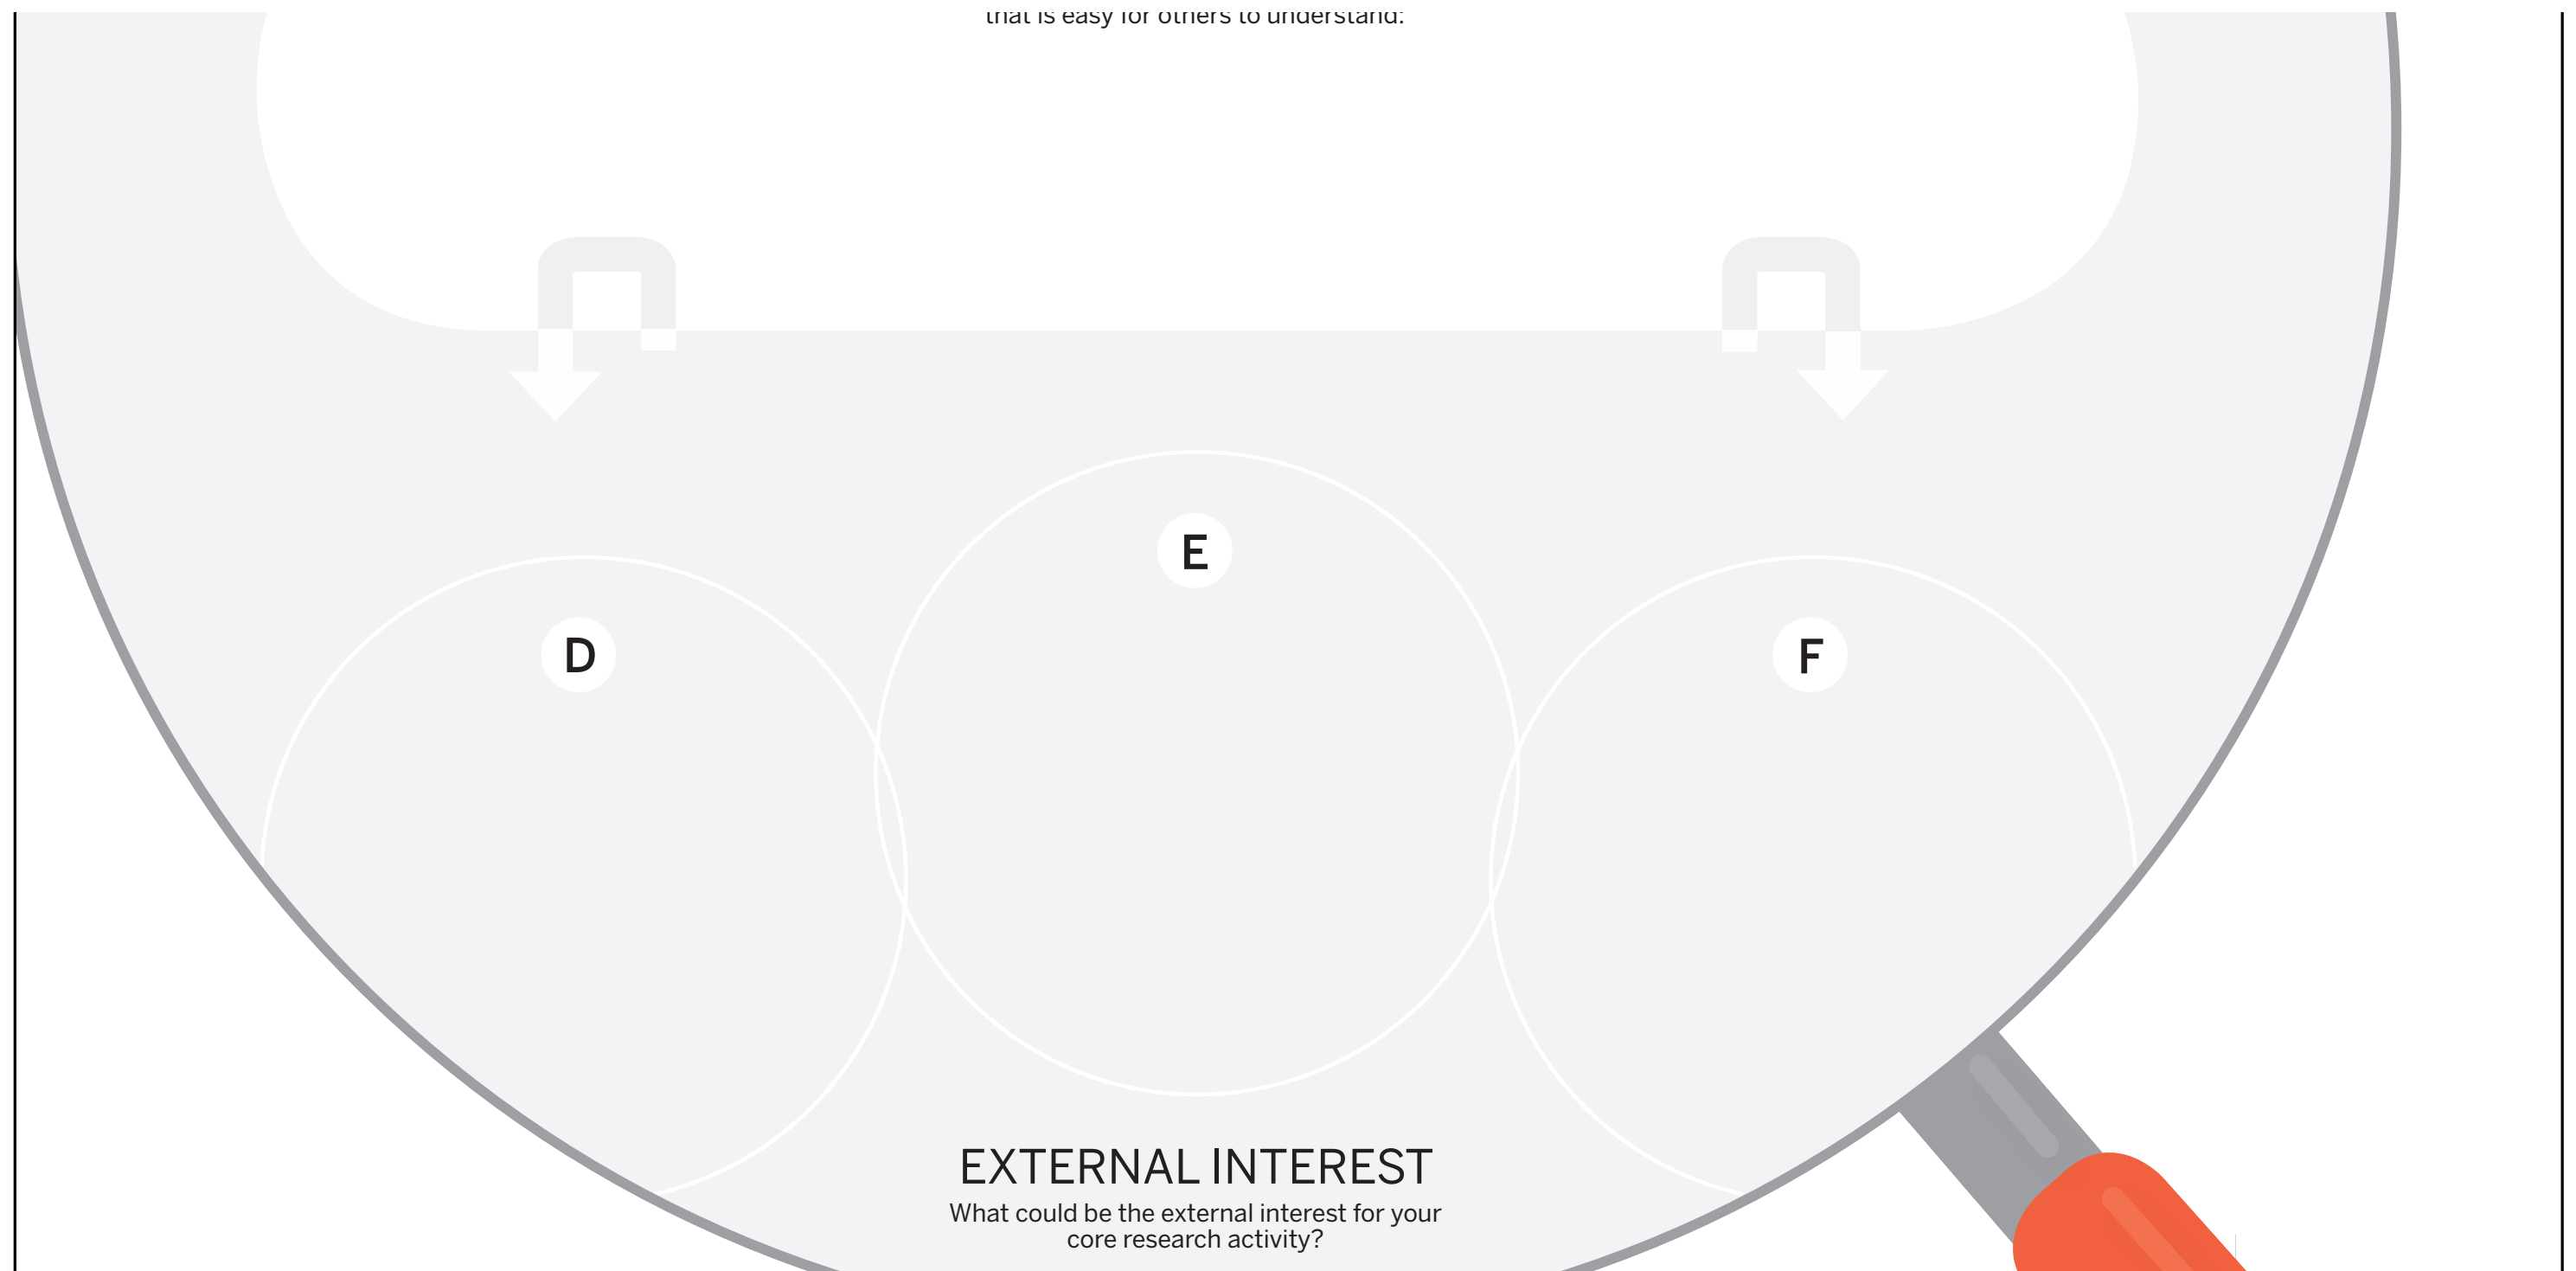 that is easy for others to understand:
E
D
F
EXTERNAL INTEREST
What could be the external interest for your
core research activity?